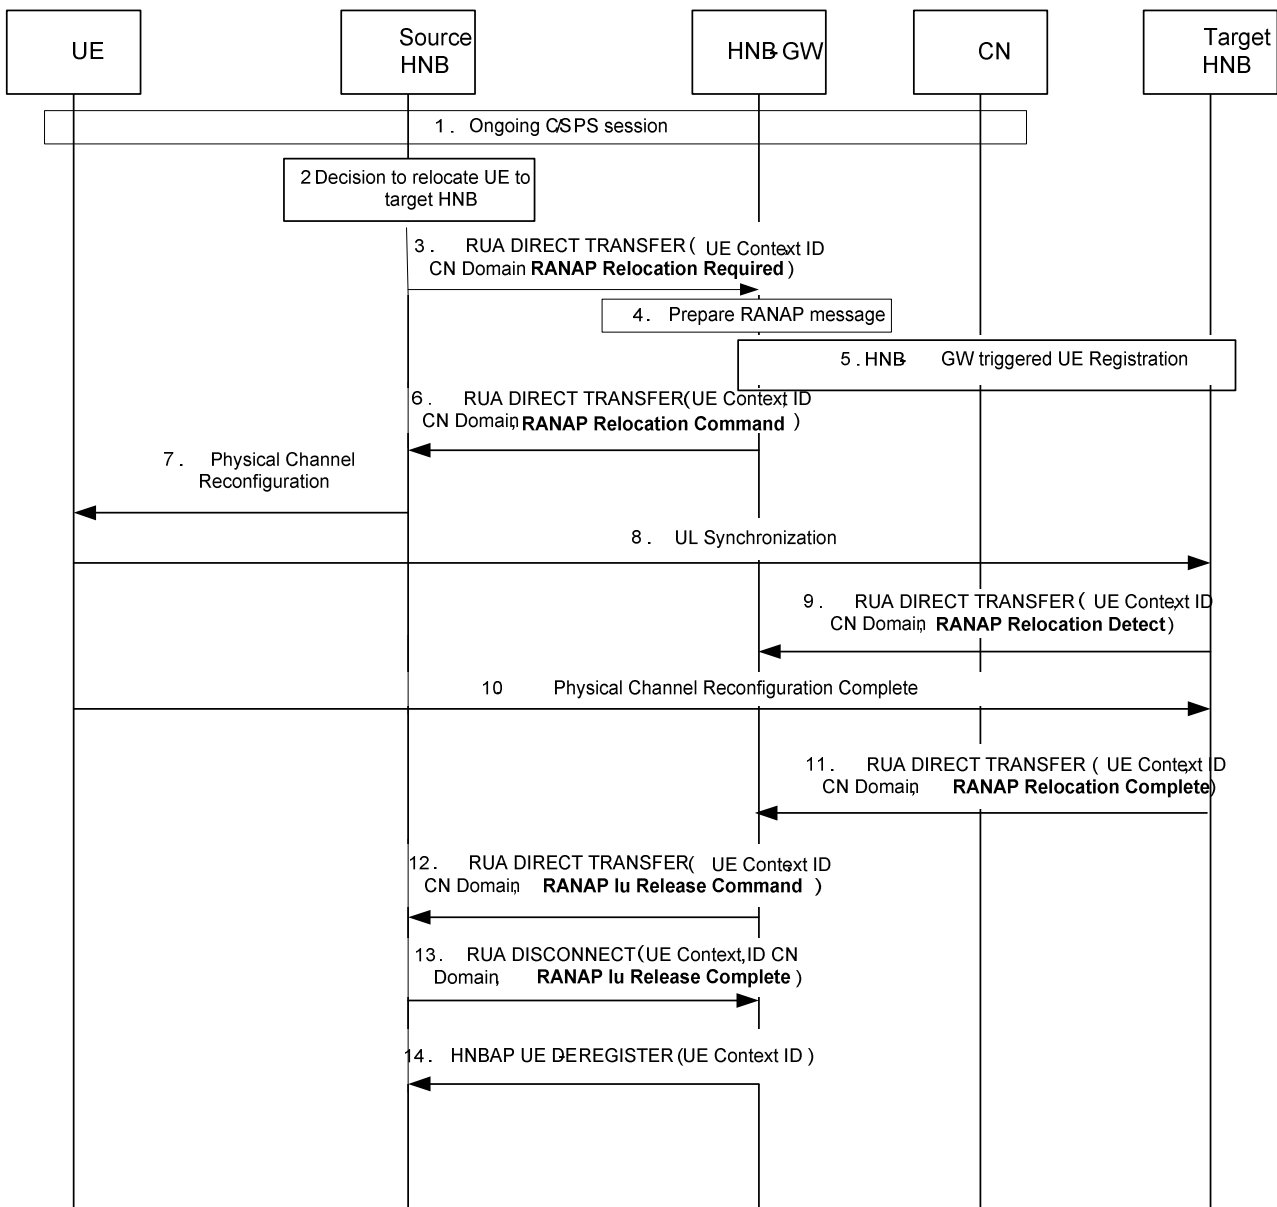 UE
Source
HNB
HNB-GW
CN
Target
HNB
1. Ongoing CS/PS session
2 Decision to relocate UE to
target HNB
3. RUA DIRECT TRANSFER( UE Context ID,
CN Domain RANAP Relocation Required)
4. Prepare RANAP message
5. HNB- GW triggered UE Registration
6. RUA DIRECT TRANSFER(UE Context, ID
CN Domain, RANAP Relocation Command )
7. Physical Channel
Reconfiguration
8. UL Synchronization
9. RUA DIRECT TRANSFER( UE Context, ID
CN Domain, RANAP Relocation Detect)
10 Physical Channel Reconfiguration Complete
11. RUA DIRECT TRANSFER ( UE Context, ID
CN Domain, RANAP Relocation Complete)
12. RUA DIRECT TRANSFER( UE Context, ID
CN Domain, RANAP Iu Release Command )
13. RUA DISCONNECT(UE Context, ID CN
Domain, RANAP Iu Release Complete)
14. HNBAP UE DE-REGISTER (UE Context ID )